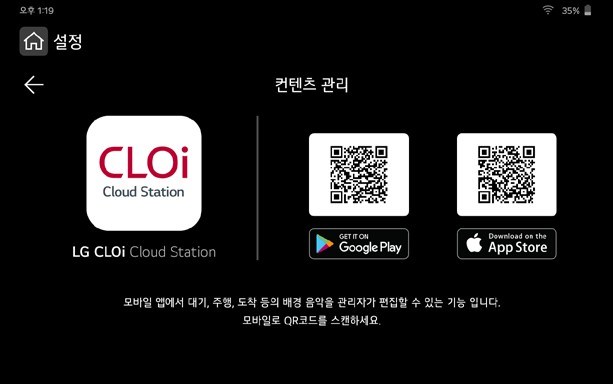 오후 1:19
35%
설정
컨텐츠 관리
CLOi
Cloud Station
LG CLOi Cloud Station
GET IT ON
Google Play
Download on the
App Store
모바일 앱에서 대기, 주행, 도착 등의 배경 음악을 관리자가 편집할 수 있는 기능 입니다.
모바일로 QR코드를 스캔하세요.